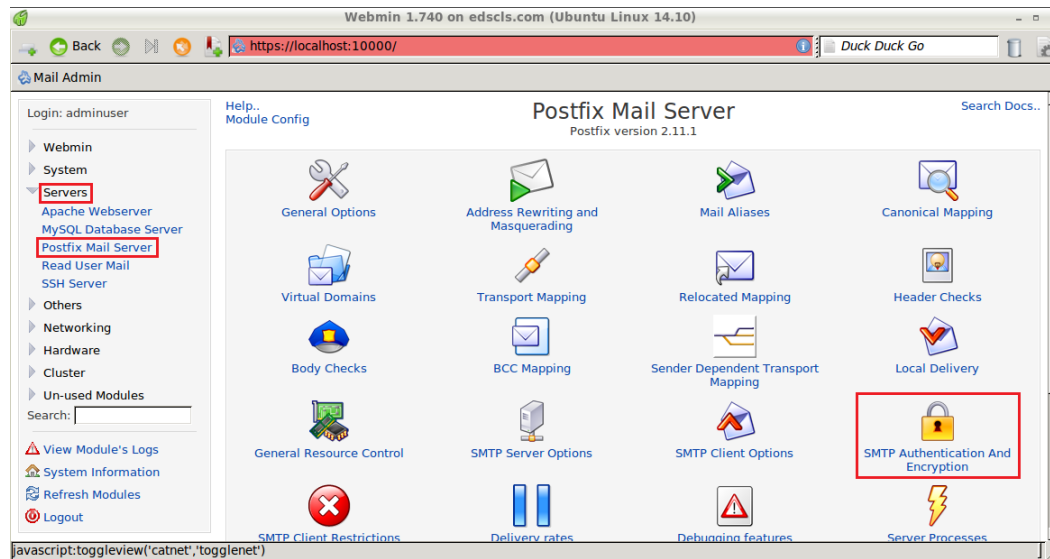 Webmin 1.740 on edscls.com (Ubuntu Linux 14.10)
Back
https://localhost:10000/
Duck Duck Go
Mail Admin
Login: adminuser
Webmin
System
Servers
Apache Webserver
MySQL Database Server
Postfix Mail Server
Read User Mail
SSH Server
Others
Networking
Hardware
Cluster
Un-used Modules
Search:
View Module's Logs
System Information
Refresh Modules
Logout
Help..
Module Config
Postfix Mail Server
Postfix version 2.11.1
Search Docs..
General Options
Address Rewriting and
Masquerading
Mail Aliases
Canonical Mapping
Virtual Domains
Transport Mapping
Relocated Mapping
Header Checks
Body Checks
BCC Mapping
Sender Dependent Transport
Mapping
Local Delivery
General Resource Control
SMTP Server Options
SMTP Client Options
SMTP Authentication And
Encryption
SMTP Client Restrictions
Delivery rates
Debugging features
Server Processes
javascript:toggleview('catnet','togglenet')